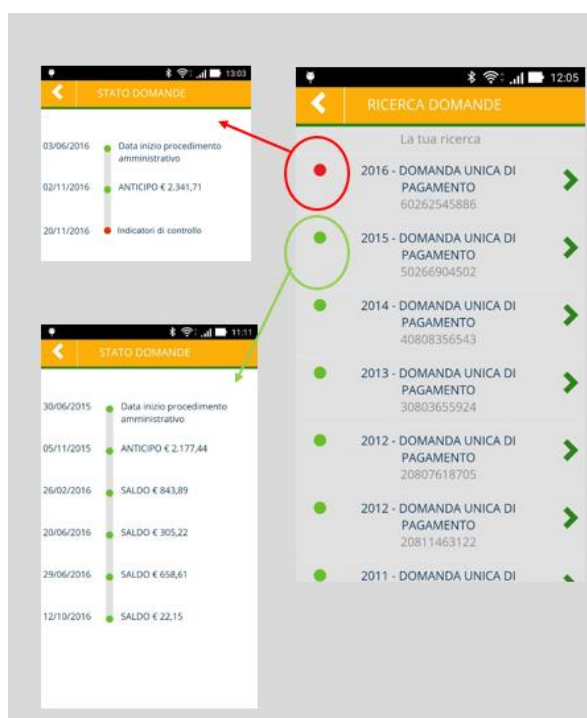 13:03
STATO DOMANDE
03/06/2016 Data inizio procedimento
amministrativo
02/11/2016 ANTICIPO € 2.341,71
20/11/2016 Indicatori di controllo
12:05
RICERCA DOMANDE
La tua ricerca
2016 - DOMANDA UNICA DI
PAGAMENTO
60262545886
2015 - DOMANDA UNICA DI
PAGAMENTO
50266904502
2014 - DOMANDA UNICA DI
PAGAMENTO
40808356543
2013 - DOMANDA UNICA DI
PAGAMENTO
30803655924
2012 - DOMANDA UNICA DI
PAGAMENTO
20807618705
2012 - DOMANDA UNICA DI
PAGAMENTO
20811463122
2011 - DOMANDA UNICA DI
11:11
STATO DOMANDE
30/06/2015 Data inizio procedimento
amministrativo
05/11/2015 ANTICIPO € 2.177,44
26/02/2016 SALDO € 843,89
20/06/2016 SALDO € 305,22
29/06/2016 SALDO € 658,61
12/10/2016 SALDO € 22,15